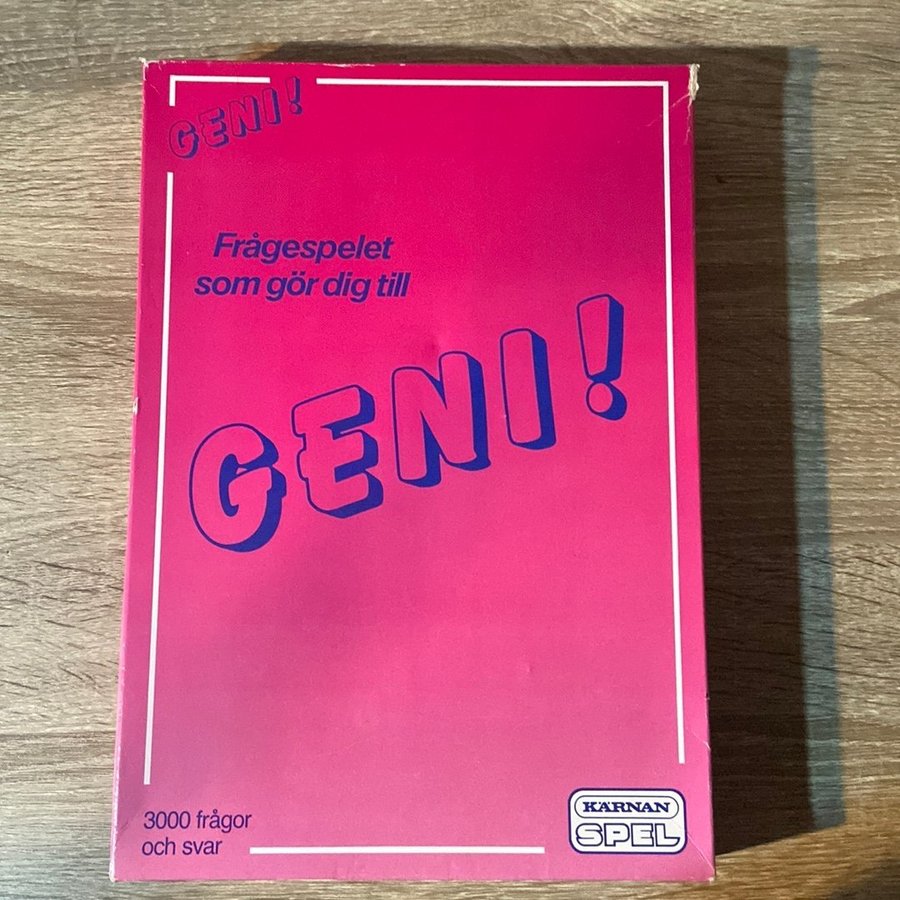 GENI!
Frågespelet
som gör dig till
GENI!
3000 frågor
och svar
KÄRNAN
SPEL